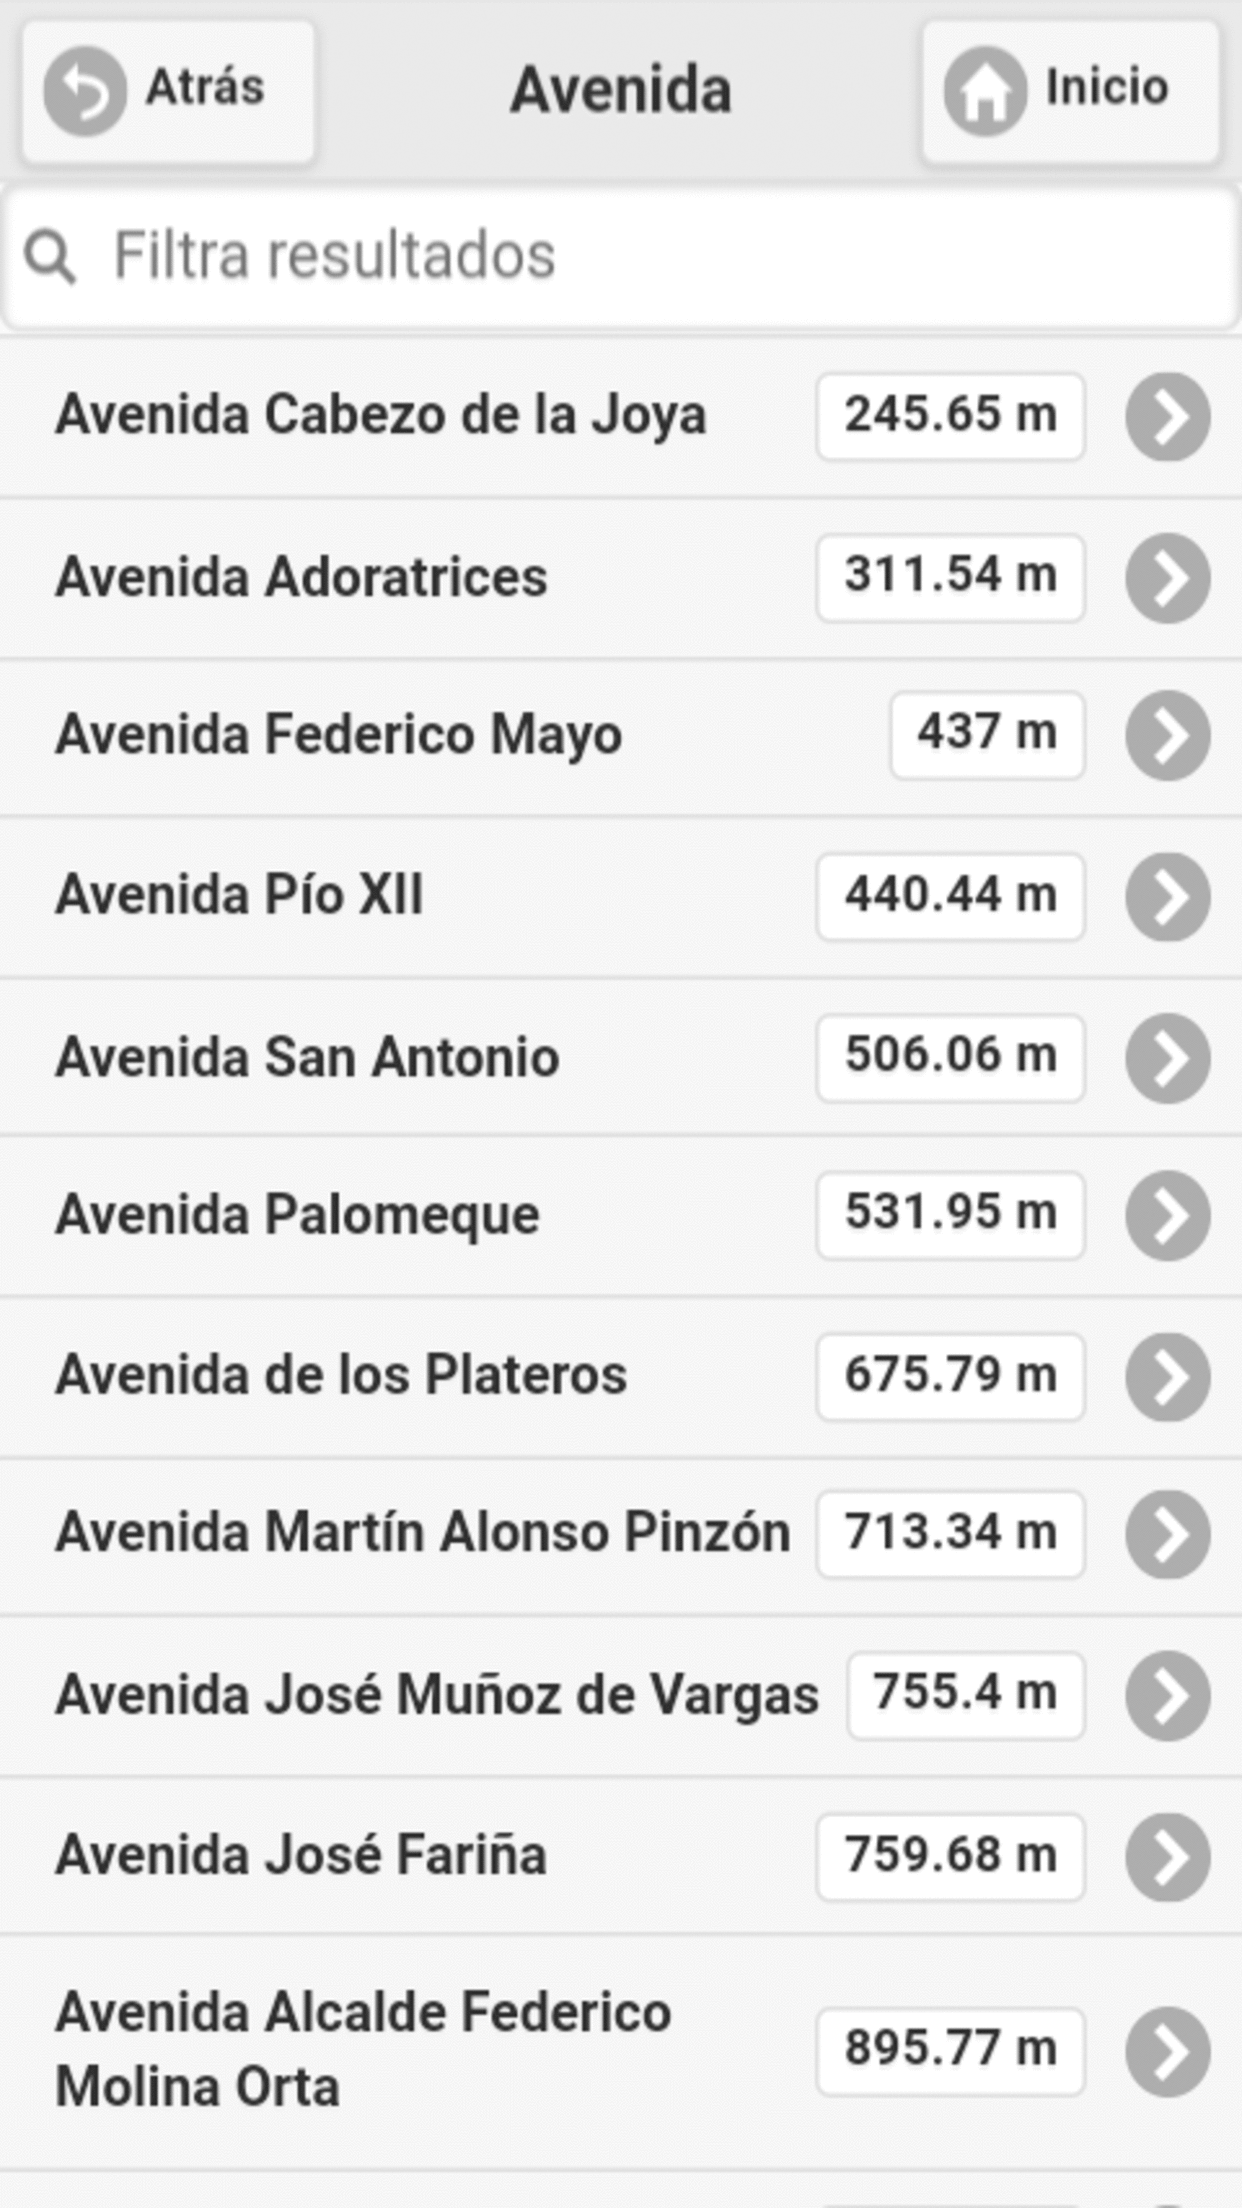 Atrás
Avenida
Inicio
Filtra resultados
Avenida Cabezo de la Joya 245.65 m
Avenida Adoratrices 311.54 m
Avenida Federico Mayo 437 m
Avenida Pío XII 440.44 m
Avenida San Antonio 506.06 m
Avenida Palomeque 531.95 m
Avenida de los Plateros 675.79 m
Avenida Martín Alonso Pinzón 713.34 m
Avenida José Muñoz de Vargas 755.4 m
Avenida José Fariña 759.68 m
Avenida Alcalde Federico
Molina Orta 895.77 m